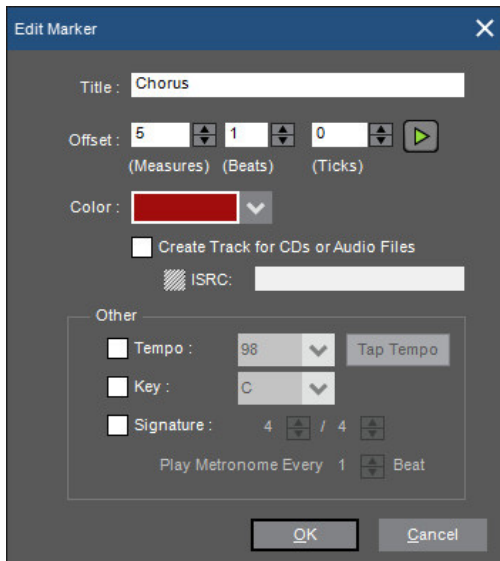 Edit Marker
Title : Chorus
Offset : 5 1 0
(Measures) (Beats) (Ticks)
Color :
Create Track for CDs or Audio Files
ISRC:
Other
Tempo : 98 Tap Tempo
Key : C
Signature : 4 / 4
Play Metronome Every 1 Beat
OK Cancel